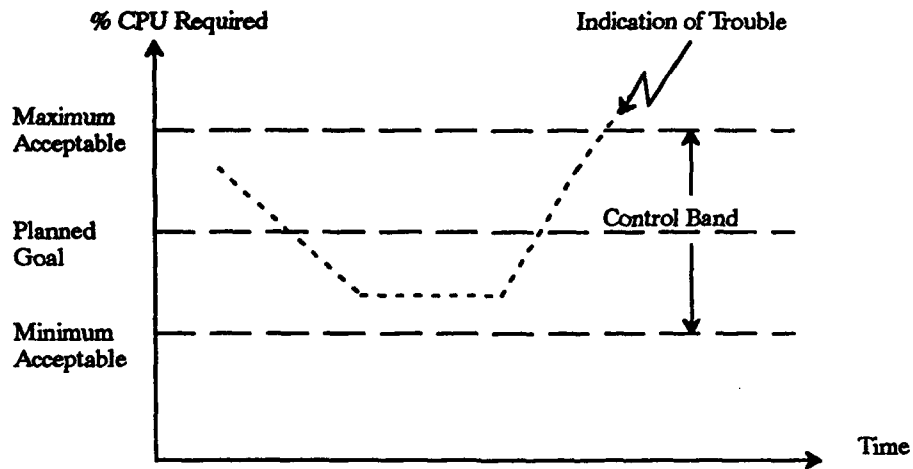 % CPU Required
Indication of Trouble
Maximum
Acceptable
Control Band
Planned
Goal
Minimum
Acceptable
Time